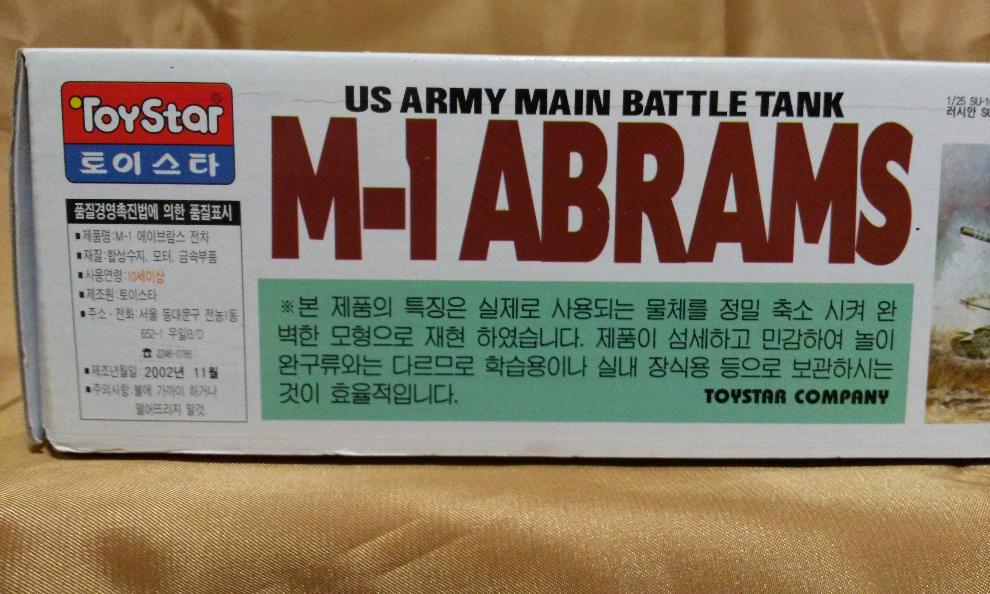 ToyStar®
토이스타
품질경영촉진법에 의한 품질표시
■제품명:M-1 에이브람스 전차
■재질:합성수지, 모터, 금속부품
■사용연령:10세이상
■제조원:토이스타
■주소·전화:서울 동대문구 전농1동
652-1 우일B/D
☎ 2246-0765
■제조년월일: 2002년 11월
■주의사항:불에 가까이 하거나
떨어뜨리지 말것.
US ARMY MAIN BATTLE TANK
M-1 ABRAMS
※본 제품의 특징은 실제로 사용되는 물체를 정밀 축소 시켜 완
벽한 모형으로 재현 하였습니다. 제품이 섬세하고 민감하여 놀이
완구류와는 다르므로 학습용이나 실내 장식용 등으로 보관하시는
것이 효율적입니다.
TOYSTAR COMPANY
1/25 SU-
러시안 SU